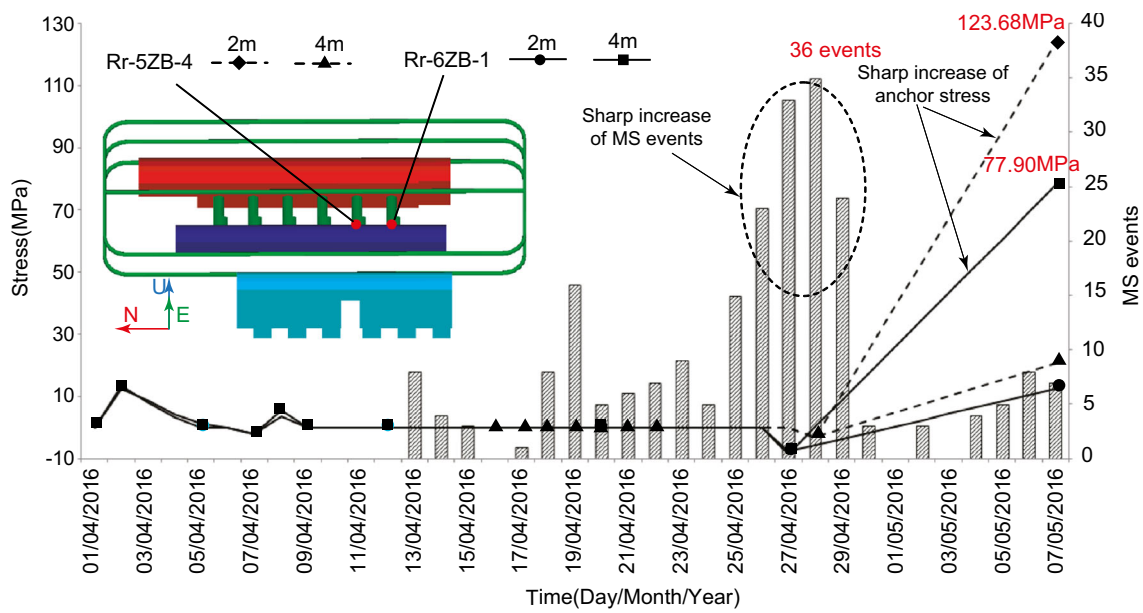 130
110
90
70
50
30
10
-10
Stress(MPa)
40
35
30
25
20
15
10
5
0
MS events
2m 4m
Rr-5ZB-4
2m 4m
Rr-6ZB-1
123.68MPa
36 events
Sharp increase of
anchor stress
Sharp increase
of MS events
77.90MPa
U
N
E
01/04/2016
03/04/2016
05/04/2016
07/04/2016
09/04/2016
11/04/2016
13/04/2016
15/04/2016
17/04/2016
19/04/2016
21/04/2016
23/04/2016
25/04/2016
27/04/2016
29/04/2016
01/05/2016
03/05/2016
05/05/2016
07/05/2016
Time(Day/Month/Year)